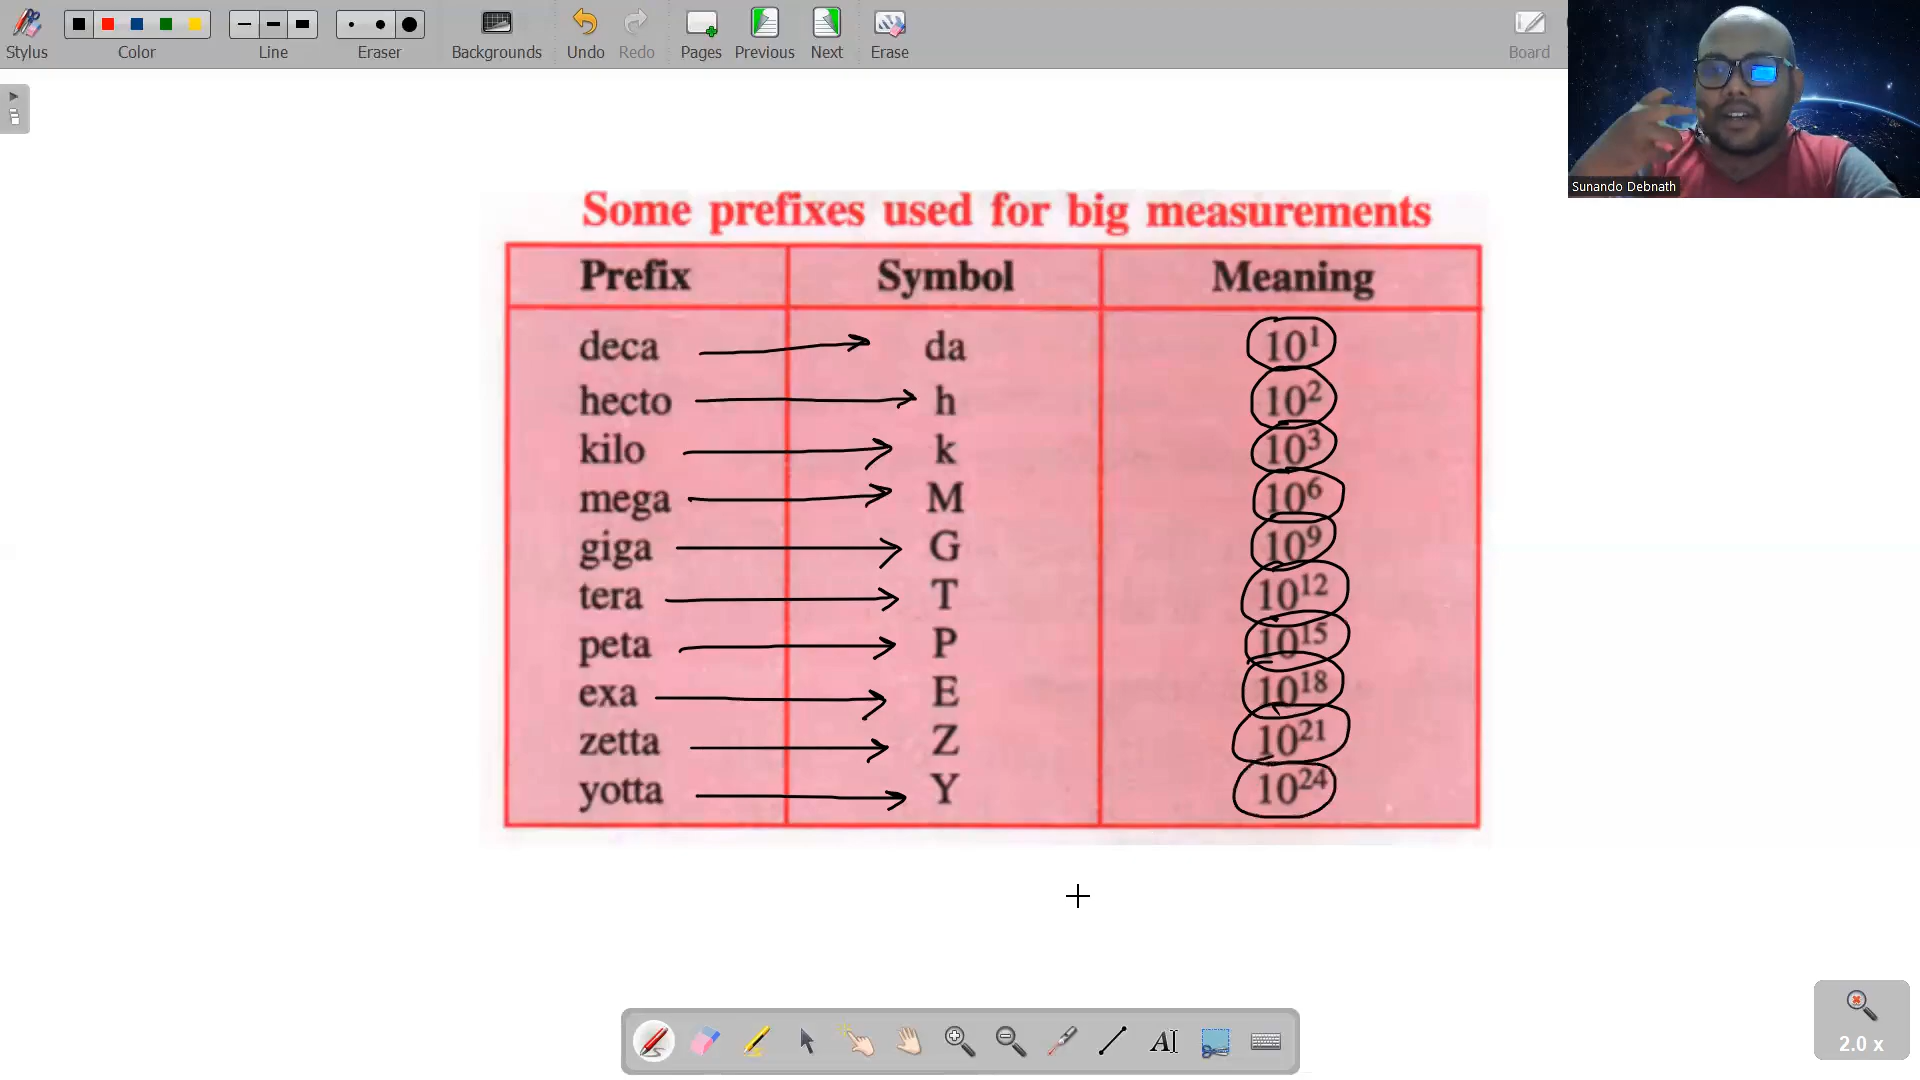 Stylus Color Line Eraser Backgrounds Undo Redo Pages Previous Next Erase Board
Sunando Debnath
Some prefixes used for big measurements
Prefix Symbol Meaning
deca da 10¹
hecto h 10²
kilo k 10³
mega M 10⁶
giga G 10⁹
tera T 10¹²
peta P 10¹⁵
exa E 10¹⁸
zetta Z 10²¹
yotta Y 10²⁴
2.0 x